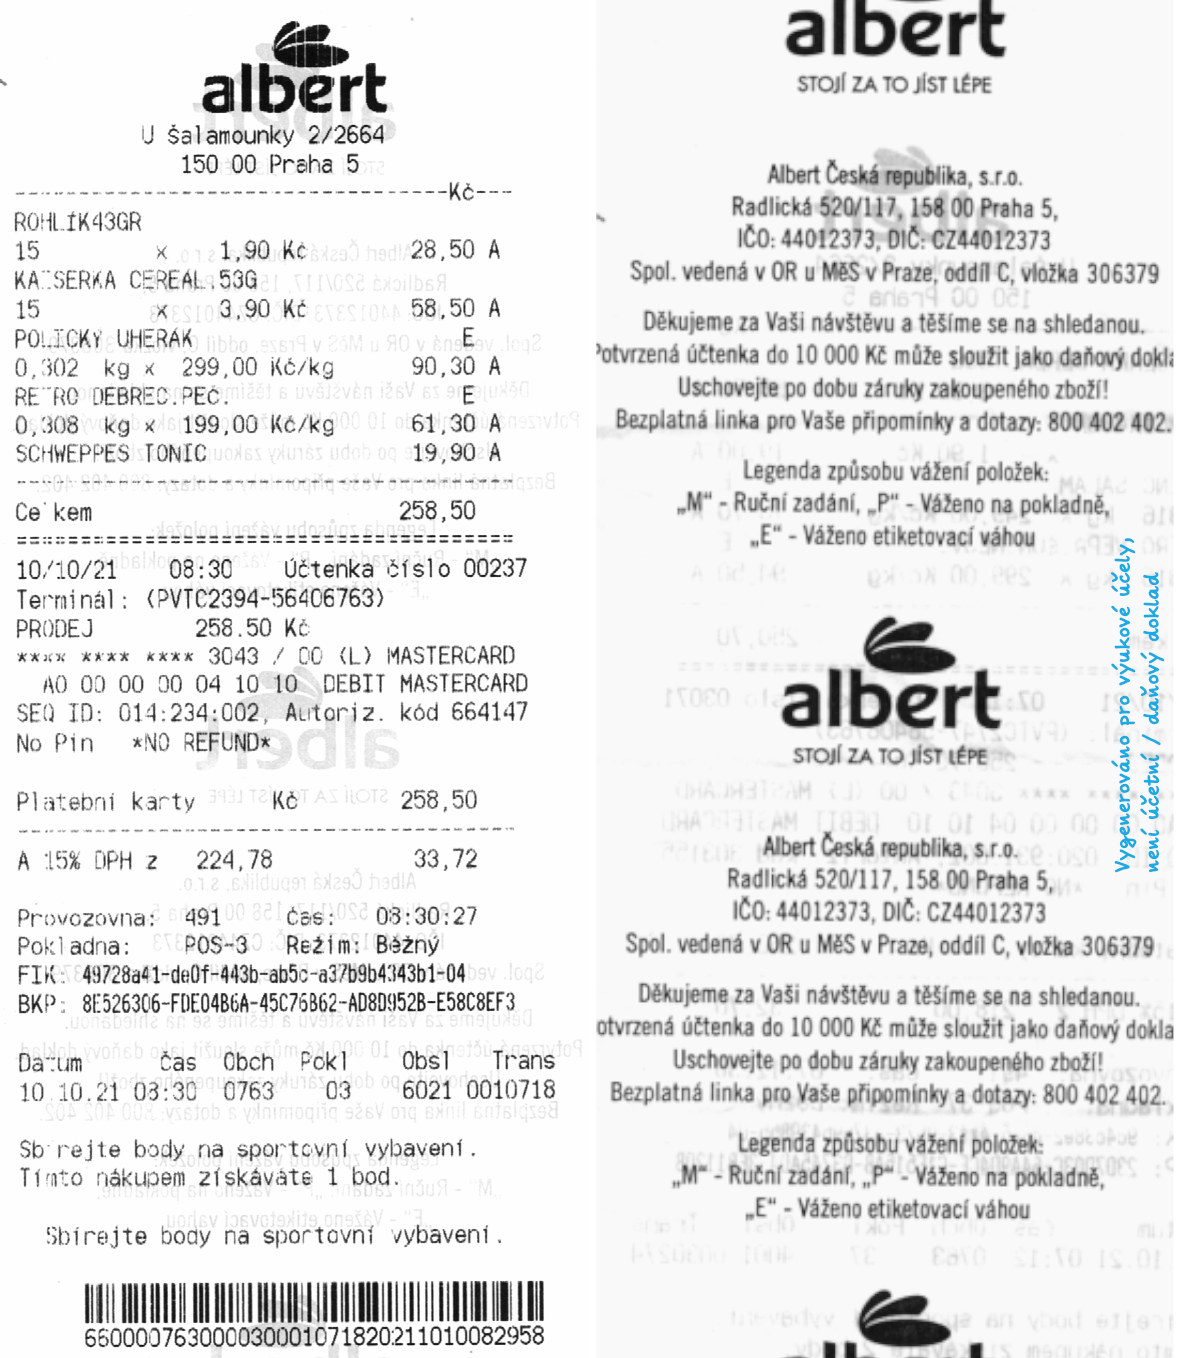 albert
U Šalamounky 2/2664
150 00 Praha 5
Kč
ROHLÍK43GR
15 x 1,90 Kč 28,50 A
KAISERKA CEREAL.53G
15 x 3,90 Kč 58,50 A
POLICKÝ UHERÁK E
0,302 kg x 299,00 Kč/kg 90,30 A
RETRO DEBREC.PEČ. E
0,308 kg x 199,00 Kč/kg 61,30 A
SCHWEPPES TONIC 19,90 A
Celkem 258,50
10/10/21 08:30 Účtenka číslo 00237
Terminál: (PVTC2394-56406763)
PRODEJ 258.50 Kč
**** **** **** 3043 / 00 (L) MASTERCARD
A0 00 00 00 04 10 10 DEBIT MASTERCARD
SEQ ID: 014:234:002, Autoriz. kód 664147
No Pin *NO REFUND*
Platební karty Kč 258,50
A 15% DPH z 224,78 33,72
Provozovna: 491 čas: 08:30:27
Pokladna: POS-3 Režim: Běžný
FIK: 49728a41-de0f-443b-ab5c-a37b9b4343b1-04
BKP: 8E526306-FDE04B6A-45C76B62-AD8D952B-E58C8EF3
Datum Čas Obch Pokl Obsl Trans
10.10.21 08:30 0763 03 6021 0010718
Sbírejte body na sportovní vybavení.
Tímto nákupem získáváte 1 bod.
Sbírejte body na sportovní vybavení.
66000076300003000107182021101008 2958
albert
STOJÍ ZA TO JÍST LÉPE
Albert Česká republika, s.r.o.
Radlická 520/117, 158 00 Praha 5,
IČO: 44012373, DIČ: CZ44012373
Spol. vedená v OR u MěS v Praze, oddíl C, vložka 306379
Děkujeme za Vaši návštěvu a těšíme se na shledanou.
Potvrzená účtenka do 10 000 Kč může sloužit jako daňový dokla
Uschovejte po dobu záruky zakoupeného zboží!
Bezplatná linka pro Vaše připomínky a dotazy: 800 402 402.
Legenda způsobu vážení položek:
„M“ - Ruční zadání, „P“ - Váženo na pokladně,
„E“ - Váženo etiketovací váhou
albert
STOJÍ ZA TO JÍST LÉPE
Albert Česká republika, s.r.o.
Radlická 520/117, 158 00 Praha 5,
IČO: 44012373, DIČ: CZ44012373
Spol. vedená v OR u MěS v Praze, oddíl C, vložka 306379
Děkujeme za Vaši návštěvu a těšíme se na shledanou.
otvrzená účtenka do 10 000 Kč může sloužit jako daňový dokla
Uschovejte po dobu záruky zakoupeného zboží!
Bezplatná linka pro Vaše připomínky a dotazy: 800 402 402.
Legenda způsobu vážení položek:
„M“ - Ruční zadání, „P“ - Váženo na pokladně,
„E“ - Váženo etiketovací váhou
albert
Vygenerováno pro výukové účely,
není účetní / daňový doklad